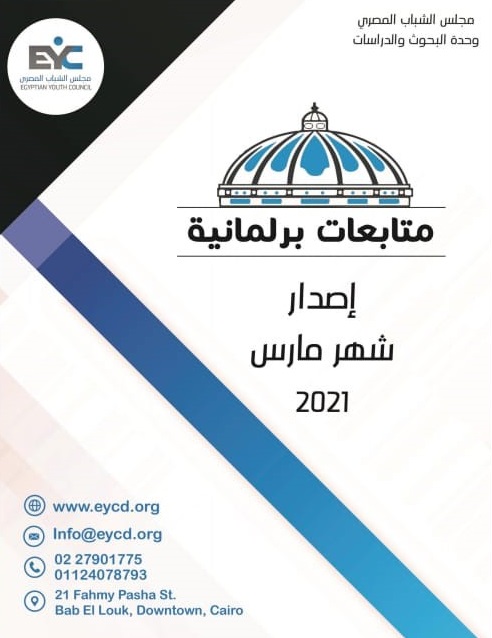 مجلس الشباب المصري
وحدة البحوث والدراسات
EYC
مجلس الشباب المصري
EGYPTIAN YOUTH COUNCIL
متابعات برلمانية
إصدار
شهر مارس
2021
www.eycd.org
Info@eycd.org
02 27901775
01124078793
21 Fahmy Pasha St.
Bab El Louk, Downtown, Cairo